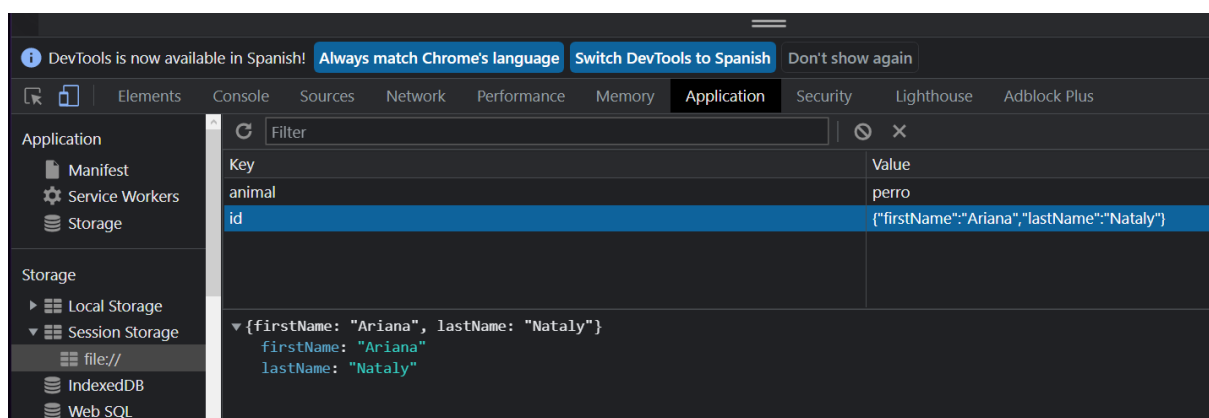 DevTools is now available in Spanish! Always match Chrome's language Switch DevTools to Spanish Don't show again
Elements Console Sources Network Performance Memory Application Security Lighthouse Adblock Plus
Application
Manifest
Service Workers
Storage
Storage
Local Storage
Session Storage
file://
IndexedDB
Web SQL
Filter
Key Value
animal perro
id {"firstName":"Ariana","lastName":"Nataly"}
{firstName: "Ariana", lastName: "Nataly"}
firstName: "Ariana"
lastName: "Nataly"